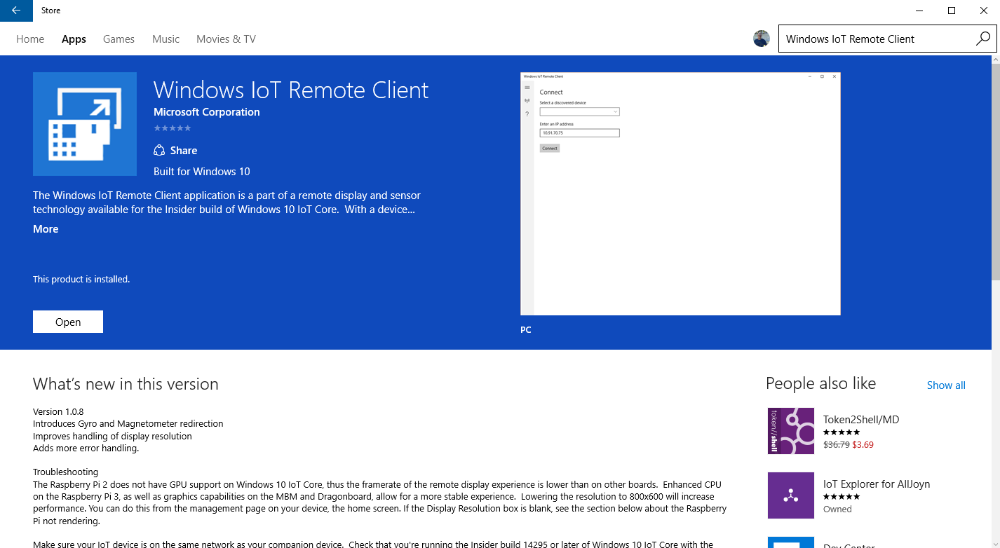 Store
Home Apps Games Music Movies & TV
Windows IoT Remote Client
Windows IoT Remote Client
Microsoft Corporation
Share
Built for Windows 10
The Windows IoT Remote Client application is a part of a remote display and sensor
technology available for the Insider build of Windows 10 IoT Core.  With a device...
More
This product is installed.
Open
Windows IoT Remote Client
Connect
Select a discovered device
Enter an IP address
10.91.70.75
Connect
PC
What's new in this version
Version 1.0.8
Introduces Gyro and Magnetometer redirection
Improves handling of display resolution
Adds more error handling.
Troubleshooting
The Raspberry Pi 2 does not have GPU support on Windows 10 IoT Core, thus the framerate of the remote display experience is lower than on other boards.  Enhanced CPU
on the Raspberry Pi 3, as well as graphics capabilities on the MBM and Dragonboard, allow for a more stable experience.  Lowering the resolution to 800x600 will increase
performance. You can do this from the management page on your device, the home screen. If the Display Resolution box is blank, see the section below about the Raspberry
Pi not rendering.
Make sure your IoT device is on the same network as your companion device.  Check that you're running the Insider build 14295 or later of Windows 10 IoT Core with the
People also like
Show all
token//shell
Token2Shell/MD
$36.79 $3.69
IoT Explorer for AllJoyn
Owned
Dev Center